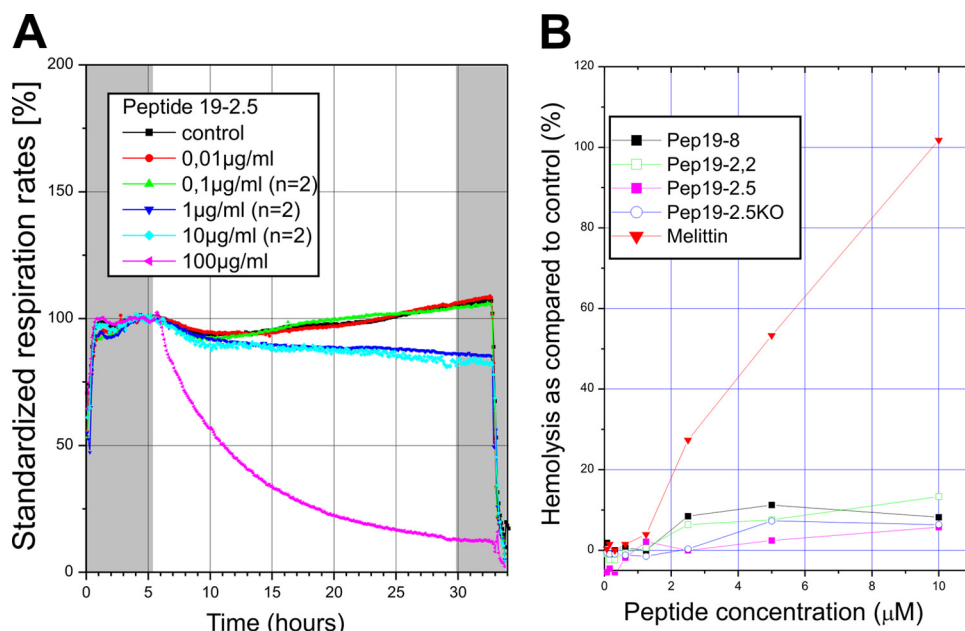 A
Standardized respiration rates [%]
200
150
100
50
0
Peptide 19-2.5
control
0,01µg/ml
0,1µg/ml (n=2)
1µg/ml (n=2)
10µg/ml (n=2)
100µg/ml
0 5 10 15 20 25 30
Time (hours)
B
Hemolysis as compared to control (%)
120
100
80
60
40
20
0
Pep19-8
Pep19-2,2
Pep19-2.5
Pep19-2.5KO
Melittin
0 2 4 6 8 10
Peptide concentration (µM)